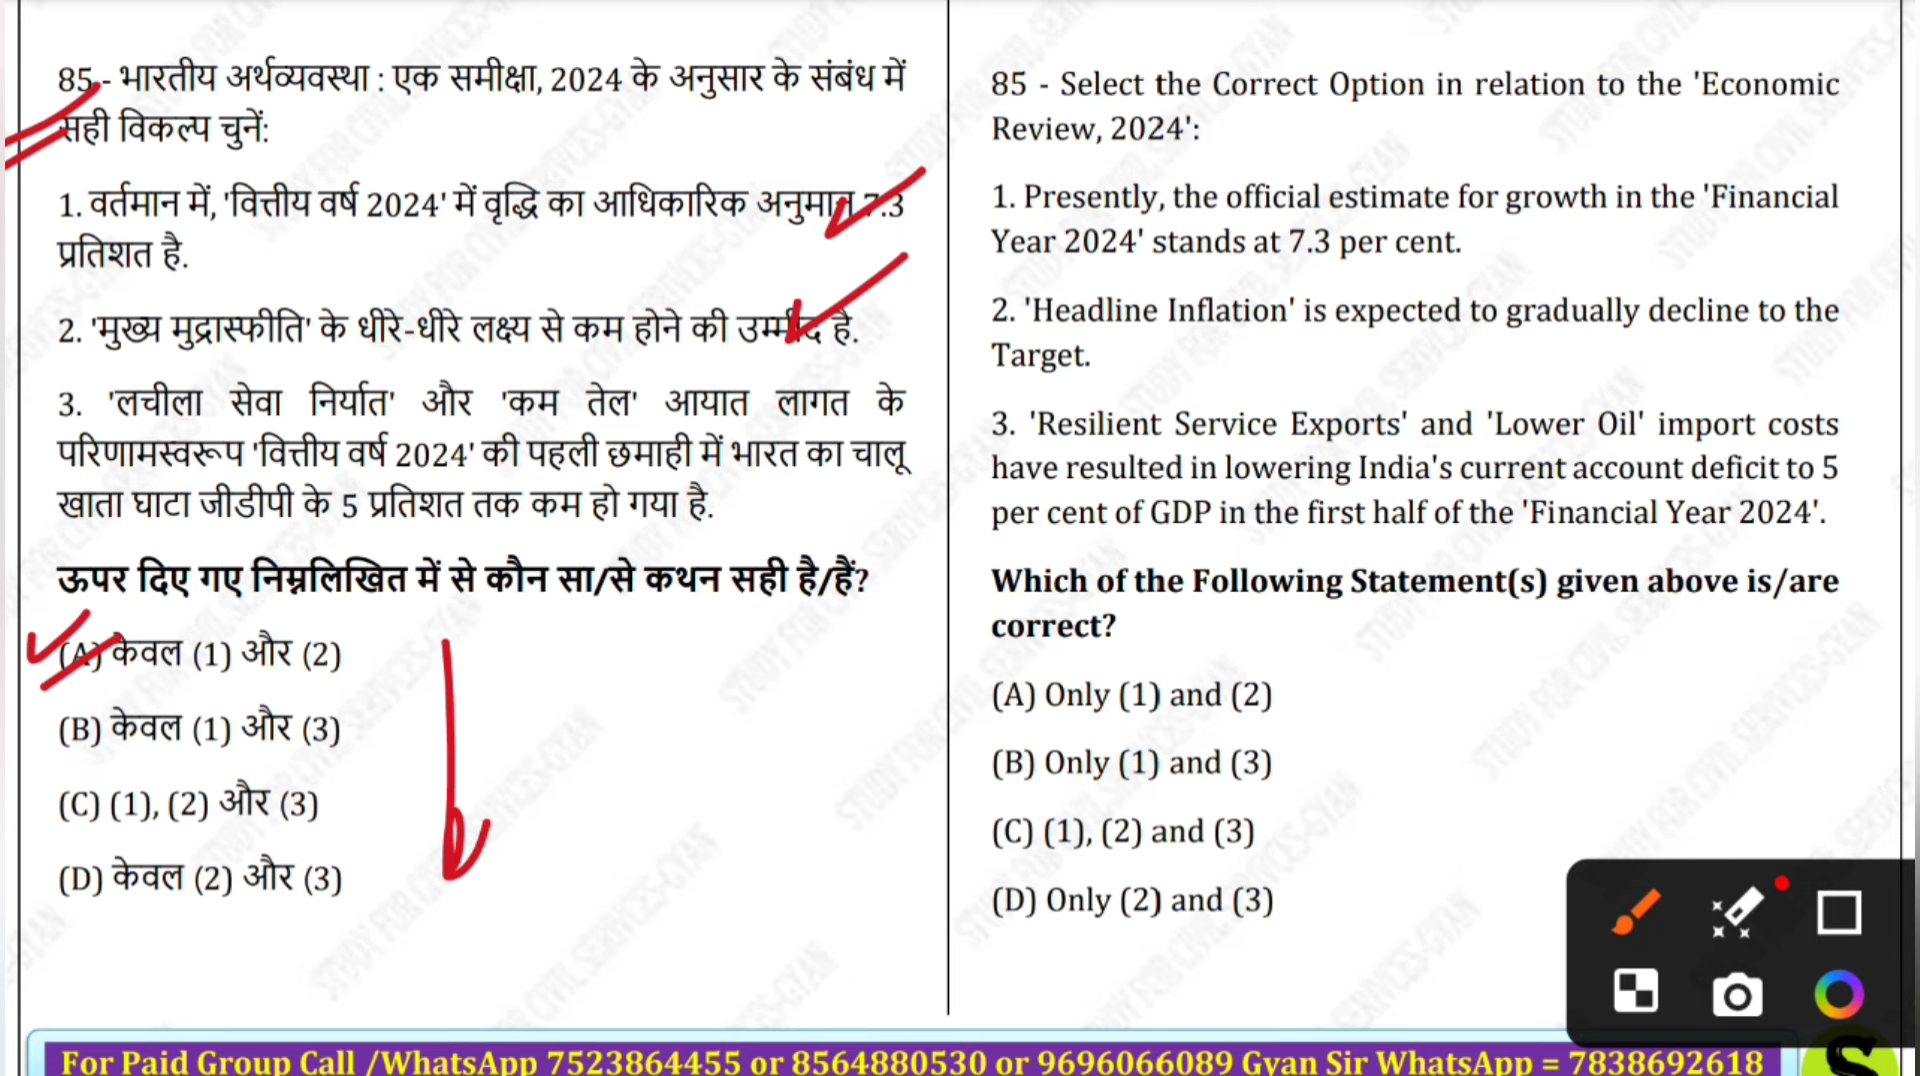 85 - भारतीय अर्थव्यवस्था : एक समीक्षा, 2024 के अनुसार के संबंध में
सही विकल्प चुनें:
1. वर्तमान में, 'वित्तीय वर्ष 2024' में वृद्धि का आधिकारिक अनुमान 7.3
प्रतिशत है.
2. 'मुख्य मुद्रास्फीति' के धीरे-धीरे लक्ष्य से कम होने की उम्मीद है.
3. 'लचीला सेवा निर्यात' और 'कम तेल' आयात लागत के
परिणामस्वरूप 'वित्तीय वर्ष 2024' की पहली छमाही में भारत का चालू
खाता घाटा जीडीपी के 5 प्रतिशत तक कम हो गया है.
ऊपर दिए गए निम्नलिखित में से कौन सा/से कथन सही है/हैं?
(A) केवल (1) और (2)
(B) केवल (1) और (3)
(C) (1), (2) और (3)
(D) केवल (2) और (3)
85 - Select the Correct Option in relation to the 'Economic
Review, 2024':
1. Presently, the official estimate for growth in the 'Financial
Year 2024' stands at 7.3 per cent.
2. 'Headline Inflation' is expected to gradually decline to the
Target.
3. 'Resilient Service Exports' and 'Lower Oil' import costs
have resulted in lowering India's current account deficit to 5
per cent of GDP in the first half of the 'Financial Year 2024'.
Which of the Following Statement(s) given above is/are
correct?
(A) Only (1) and (2)
(B) Only (1) and (3)
(C) (1), (2) and (3)
(D) Only (2) and (3)
For Paid Group Call /WhatsApp 7523864455 or 8564880530 or 9696066089 Gyan Sir WhatsApp = 7838692618
S
STUDY FOR CIVIL SERVICES-GYAN